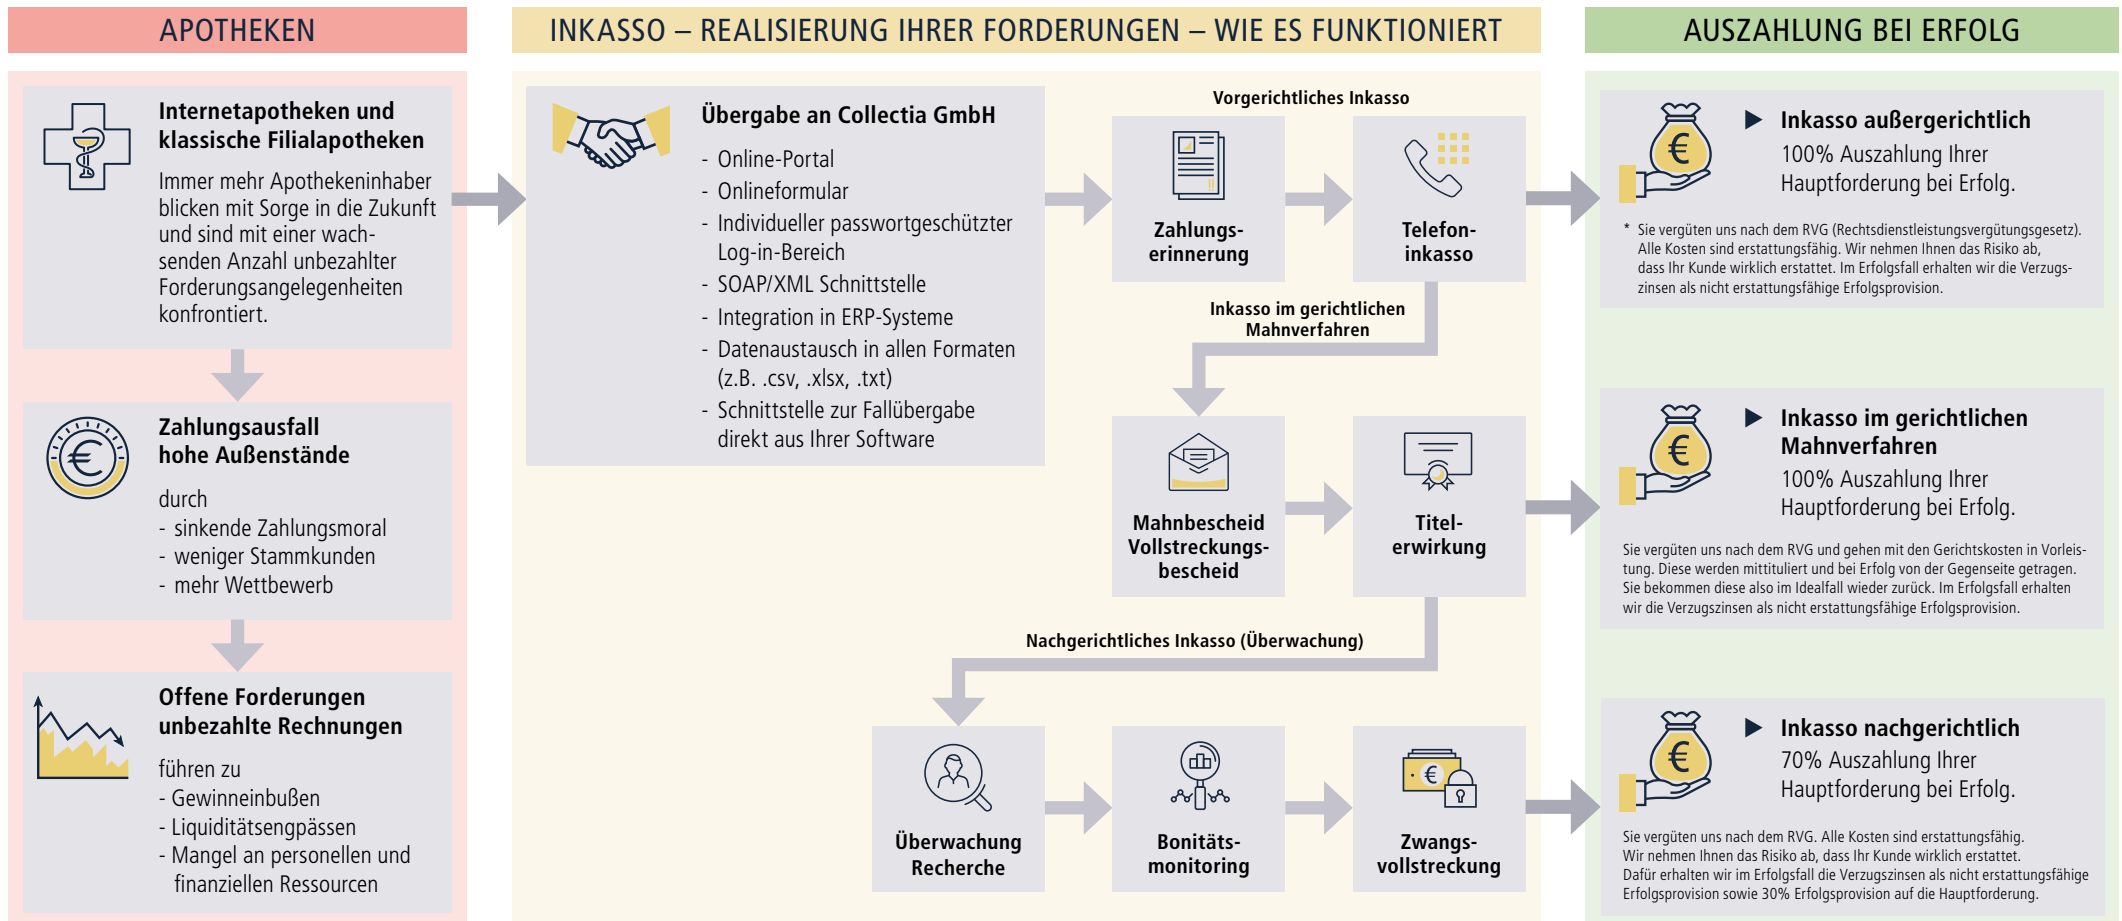 APOTHEKEN
Internetapotheken und
klassische Filialapotheken
Immer mehr Apothekeninhaber
blicken mit Sorge in die Zukunft
und sind mit einer wach-
senden Anzahl unbezahlter
Forderungsangelegenheiten
konfrontiert.
Zahlungsausfall
hohe Außenstände
durch
- sinkende Zahlungsmoral
- weniger Stammkunden
- mehr Wettbewerb
Offene Forderungen
unbezahlte Rechnungen
führen zu
- Gewinneinbußen
- Liquiditätsengpässen
- Mangel an personellen und
finanziellen Ressourcen
INKASSO – REALISIERUNG IHRER FORDERUNGEN – WIE ES FUNKTIONIERT
Übergabe an Collectia GmbH
- Online-Portal
- Onlineformular
- Individueller passwortgeschützter
Log-in-Bereich
- SOAP/XML Schnittstelle
- Integration in ERP-Systeme
- Datenaustausch in allen Formaten
(z.B. .csv, .xlsx, .txt)
- Schnittstelle zur Fallübergabe
direkt aus Ihrer Software
Vorgerichtliches Inkasso
Zahlungs-
erinnerung
Telefon-
inkasso
Inkasso im gerichtlichen
Mahnverfahren
Mahnbescheid
Vollstreckungs-
bescheid
Titel-
erwirkung
Nachgerichtliches Inkasso (Überwachung)
Überwachung
Recherche
Bonitäts-
monitoring
Zwangs-
vollstreckung
AUSZAHLUNG BEI ERFOLG
Inkasso außergerichtlich
100% Auszahlung Ihrer
Hauptforderung bei Erfolg.
* Sie vergüten uns nach dem RVG (Rechtsdienstleistungsvergütungsgesetz).
Alle Kosten sind erstattungsfähig. Wir nehmen Ihnen das Risiko ab,
dass Ihr Kunde wirklich erstattet. Im Erfolgsfall erhalten wir die Verzugs-
zinsen als nicht erstattungsfähige Erfolgsprovision.
Inkasso im gerichtlichen
Mahnverfahren
100% Auszahlung Ihrer
Hauptforderung bei Erfolg.
Sie vergüten uns nach dem RVG und gehen mit den Gerichtskosten in Vorleis-
tung. Diese werden mittituliert und bei Erfolg von der Gegenseite getragen.
Sie bekommen diese also im Idealfall wieder zurück. Im Erfolgsfall erhalten
wir die Verzugszinsen als nicht erstattungsfähige Erfolgsprovision.
Inkasso nachgerichtlich
70% Auszahlung Ihrer
Hauptforderung bei Erfolg.
Sie vergüten uns nach dem RVG. Alle Kosten sind erstattungsfähig.
Wir nehmen Ihnen das Risiko ab, dass Ihr Kunde wirklich erstattet.
Dafür erhalten wir im Erfolgsfall die Verzugszinsen als nicht erstattungsfähige
Erfolgsprovision sowie 30% Erfolgsprovision auf die Hauptforderung.